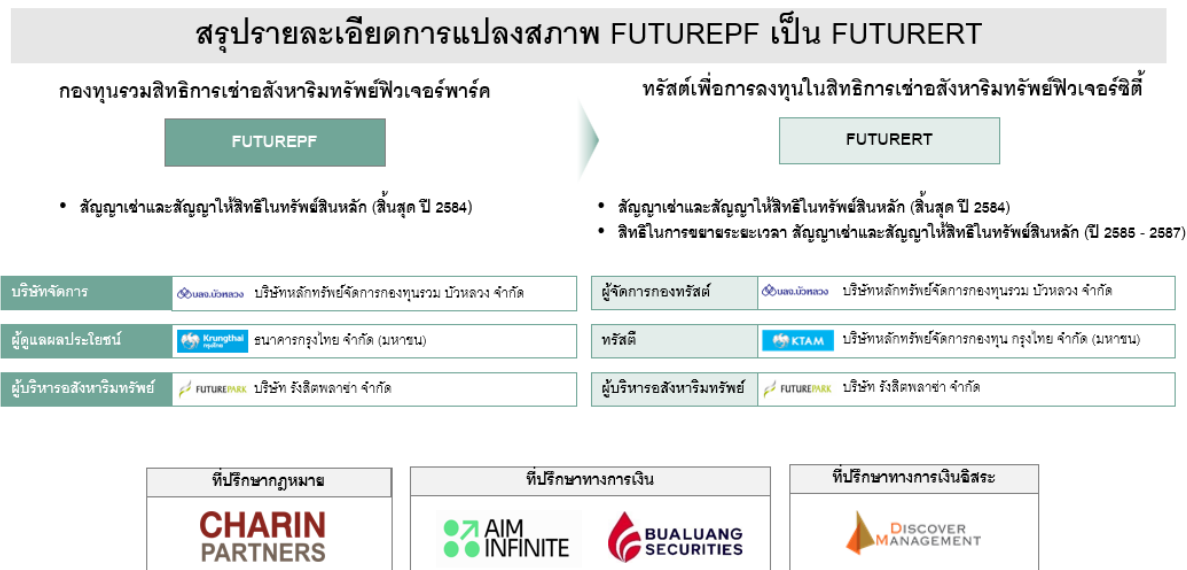 สรุปรายละเอียดการแปลงสภาพ FUTUREPF เป็น FUTURERT
กองทุนรวมสิทธิการเช่าอสังหาริมทรัพย์ฟิวเจอร์พาร์ค
FUTUREPF
• สัญญาเช่าและสัญญาให้สิทธิในทรัพย์สินหลัก (สิ้นสุด ปี 2584)
ทรัสต์เพื่อการลงทุนในสิทธิการเช่าอสังหาริมทรัพย์ฟิวเจอร์ซิตี้
FUTURERT
• สัญญาเช่าและสัญญาให้สิทธิในทรัพย์สินหลัก (สิ้นสุด ปี 2584)
• สิทธิในการขยายระยะเวลา สัญญาเช่าและสัญญาให้สิทธิในทรัพย์สินหลัก (ปี 2585 - 2587)
บริษัทจัดการ บลจ.บัวหลวง บริษัทหลักทรัพย์จัดการกองทุนรวม บัวหลวง จำกัด
ผู้ดูแลผลประโยชน์ Krungthai กรุงไทย ธนาคารกรุงไทย จำกัด (มหาชน)
ผู้บริหารอสังหาริมทรัพย์ FUTUREPARK บริษัท รังสิตพลาซ่า จำกัด
ผู้จัดการกองทรัสต์ บลจ.บัวหลวง บริษัทหลักทรัพย์จัดการกองทุนรวม บัวหลวง จำกัด
ทรัสตี KTAM บริษัทหลักทรัพย์จัดการกองทุน กรุงไทย จำกัด (มหาชน)
ผู้บริหารอสังหาริมทรัพย์ FUTUREPARK บริษัท รังสิตพลาซ่า จำกัด
ที่ปรึกษากฎหมาย
CHARIN
PARTNERS
ที่ปรึกษาทางการเงิน
AIM
INFINITE
BUALUANG
SECURITIES
ที่ปรึกษาทางการเงินอิสระ
DISCOVER
MANAGEMENT